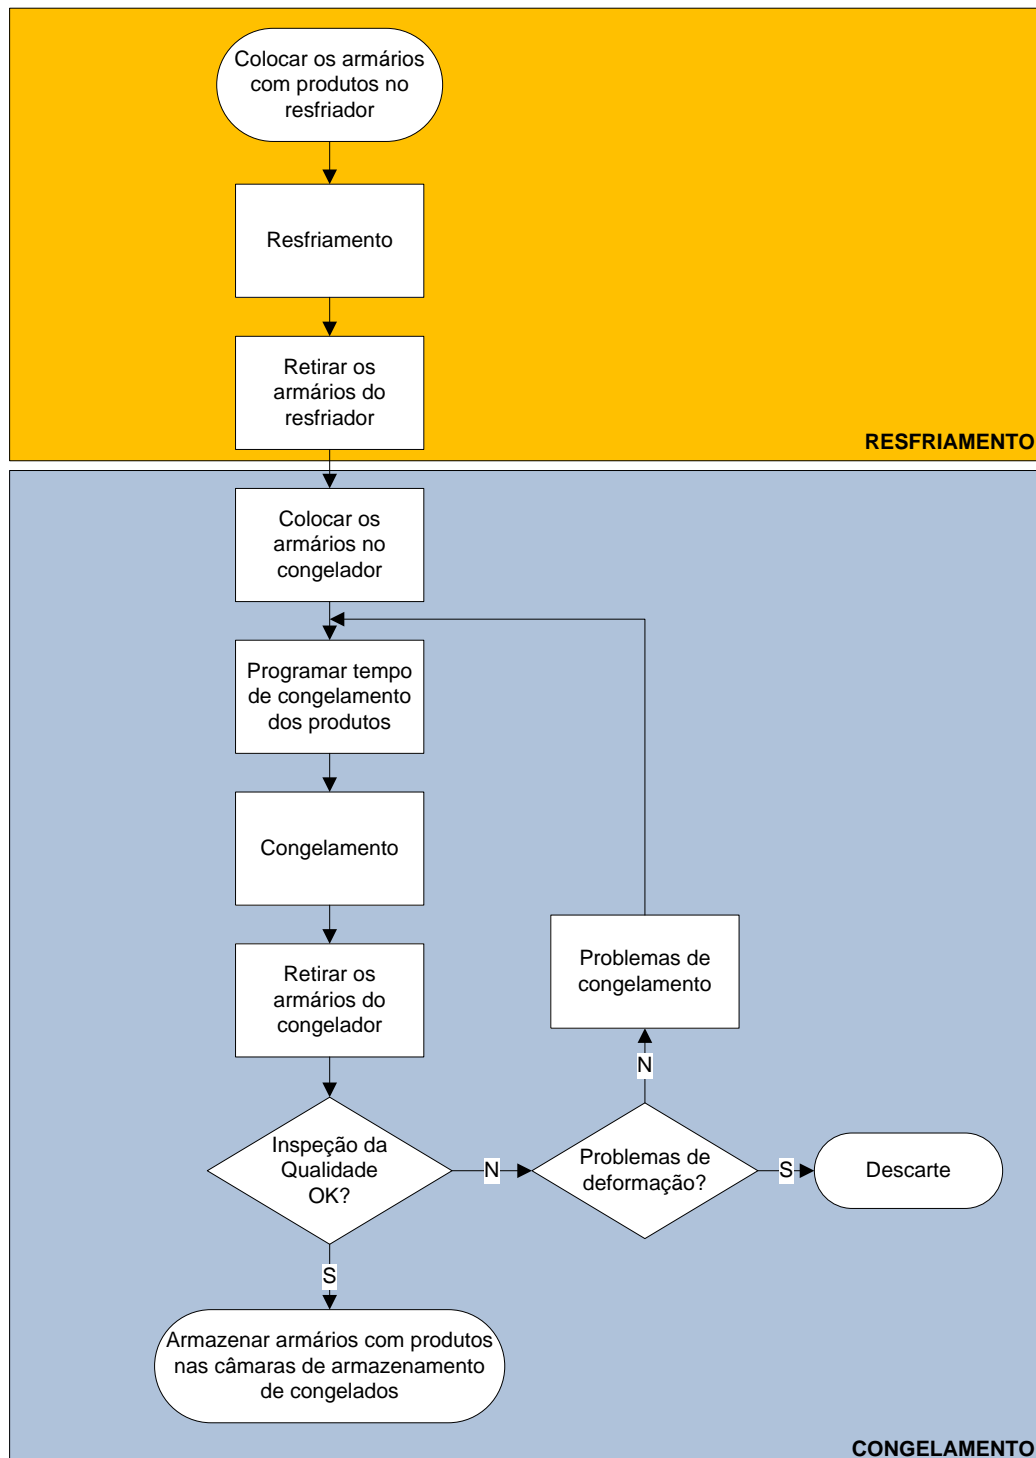 Colocar os armários
com produtos no
resfriador
Resfriamento
Retirar os
armários do
resfriador
RESFRIAMENTO
Colocar os
armários no
congelador
Programar tempo
de congelamento
dos produtos
Congelamento
Retirar os
armários do
congelador
Problemas de
congelamento
N
Inspeção da
Qualidade
OK?
N
Problemas de
deformação?
S
Descarte
S
Armazenar armários com produtos
nas câmaras de armazenamento
de congelados
CONGELAMENTO